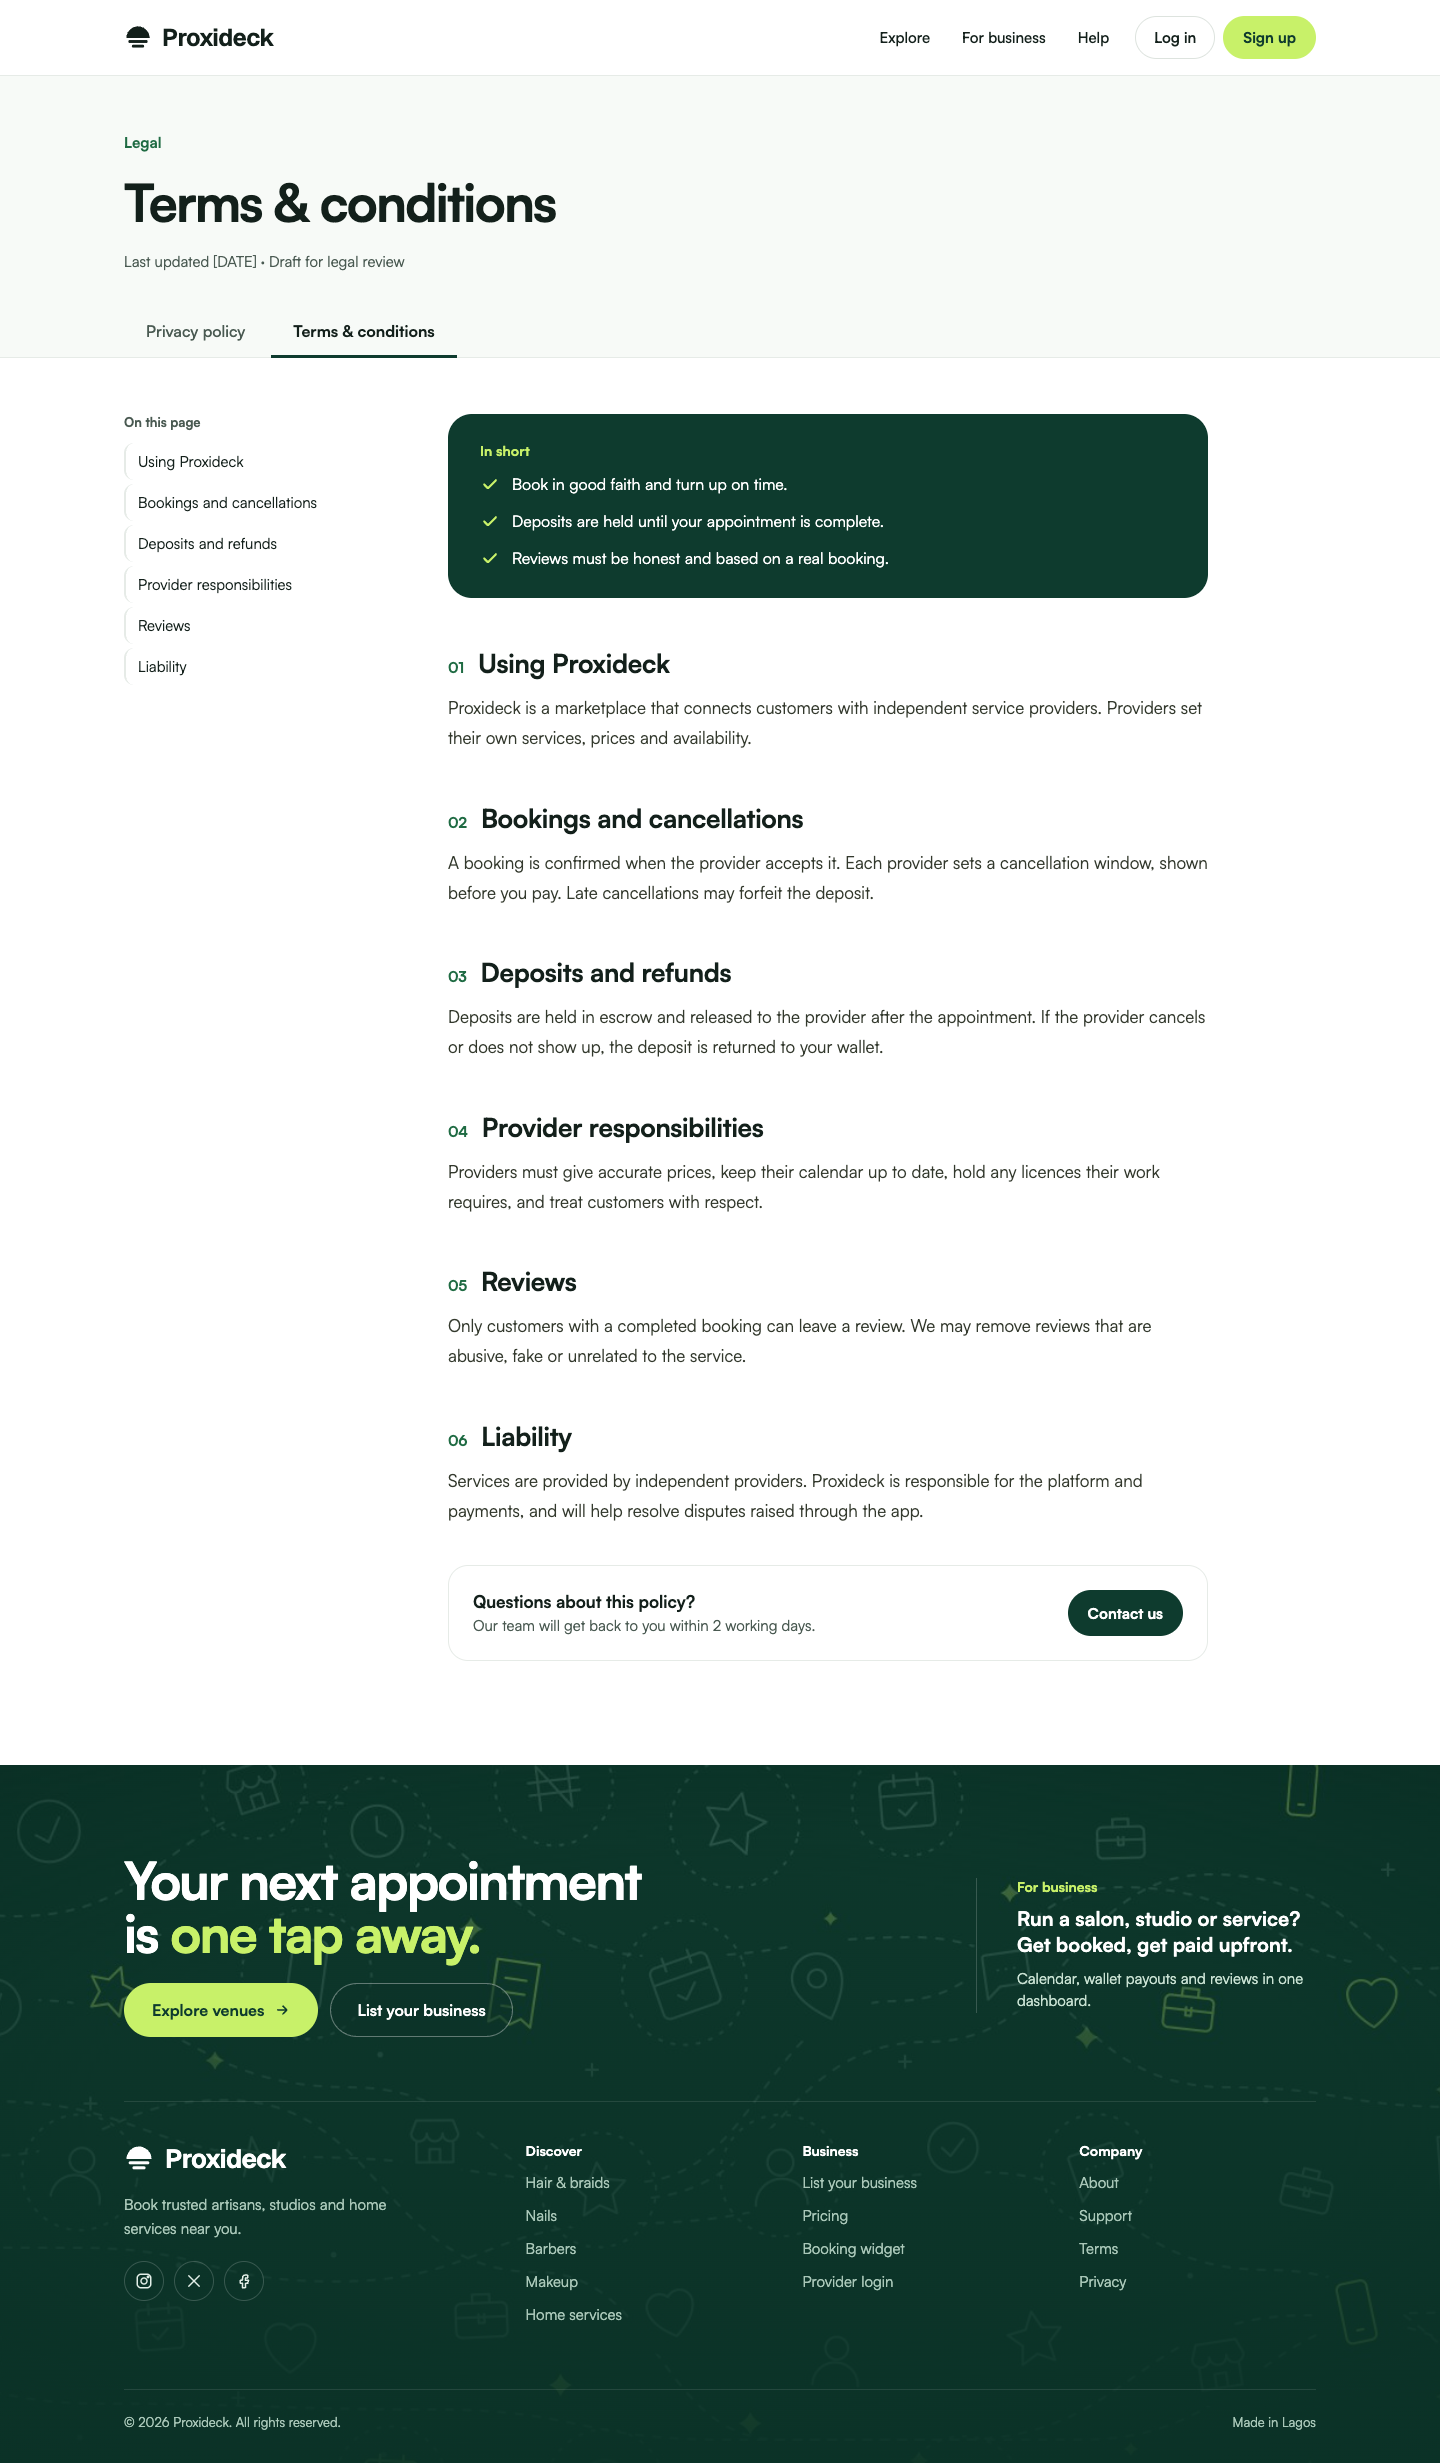 Proxideck
Explore
For business
Help
Log in
Sign up
Legal
Terms & conditions
Last updated [DATE] · Draft for legal review
Privacy policy
Terms & conditions
On this page
Using Proxideck
Bookings and cancellations
Deposits and refunds
Provider responsibilities
Reviews
Liability
In short
Book in good faith and turn up on time.
Deposits are held until your appointment is complete.
Reviews must be honest and based on a real booking.
01 Using Proxideck
Proxideck is a marketplace that connects customers with independent service providers. Providers set
their own services, prices and availability.
02 Bookings and cancellations
A booking is confirmed when the provider accepts it. Each provider sets a cancellation window, shown
before you pay. Late cancellations may forfeit the deposit.
03 Deposits and refunds
Deposits are held in escrow and released to the provider after the appointment. If the provider cancels
or does not show up, the deposit is returned to your wallet.
04 Provider responsibilities
Providers must give accurate prices, keep their calendar up to date, hold any licences their work
requires, and treat customers with respect.
05 Reviews
Only customers with a completed booking can leave a review. We may remove reviews that are
abusive, fake or unrelated to the service.
06 Liability
Services are provided by independent providers. Proxideck is responsible for the platform and
payments, and will help resolve disputes raised through the app.
Questions about this policy?
Our team will get back to you within 2 working days.
Contact us
Your next appointment
is one tap away.
Explore venues →
List your business
For business
Run a salon, studio or service?
Get booked, get paid upfront.
Calendar, wallet payouts and reviews in one
dashboard.
Proxideck
Book trusted artisans, studios and home
services near you.
Discover
Hair & braids
Nails
Barbers
Makeup
Home services
Business
List your business
Pricing
Booking widget
Provider login
Company
About
Support
Terms
Privacy
© 2026 Proxideck. All rights reserved.
Made in Lagos